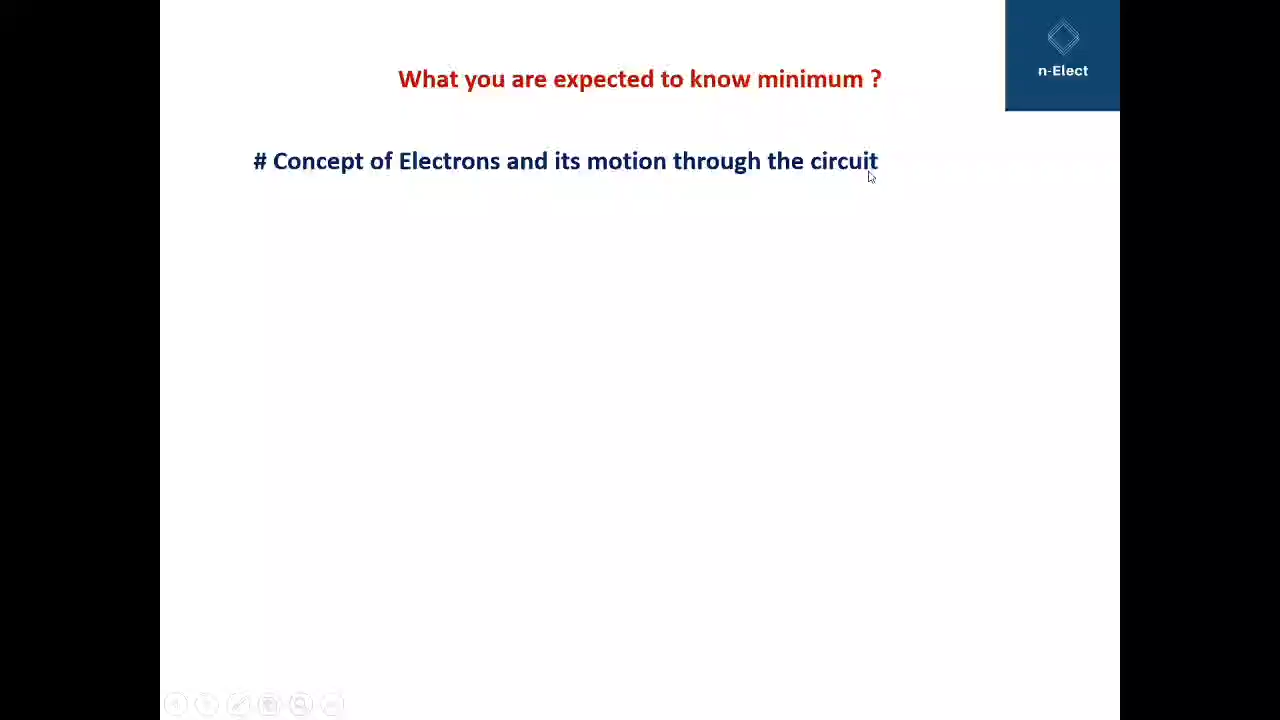 n-Elect
What you are expected to know minimum ?
# Concept of Electrons and its motion through the circuit